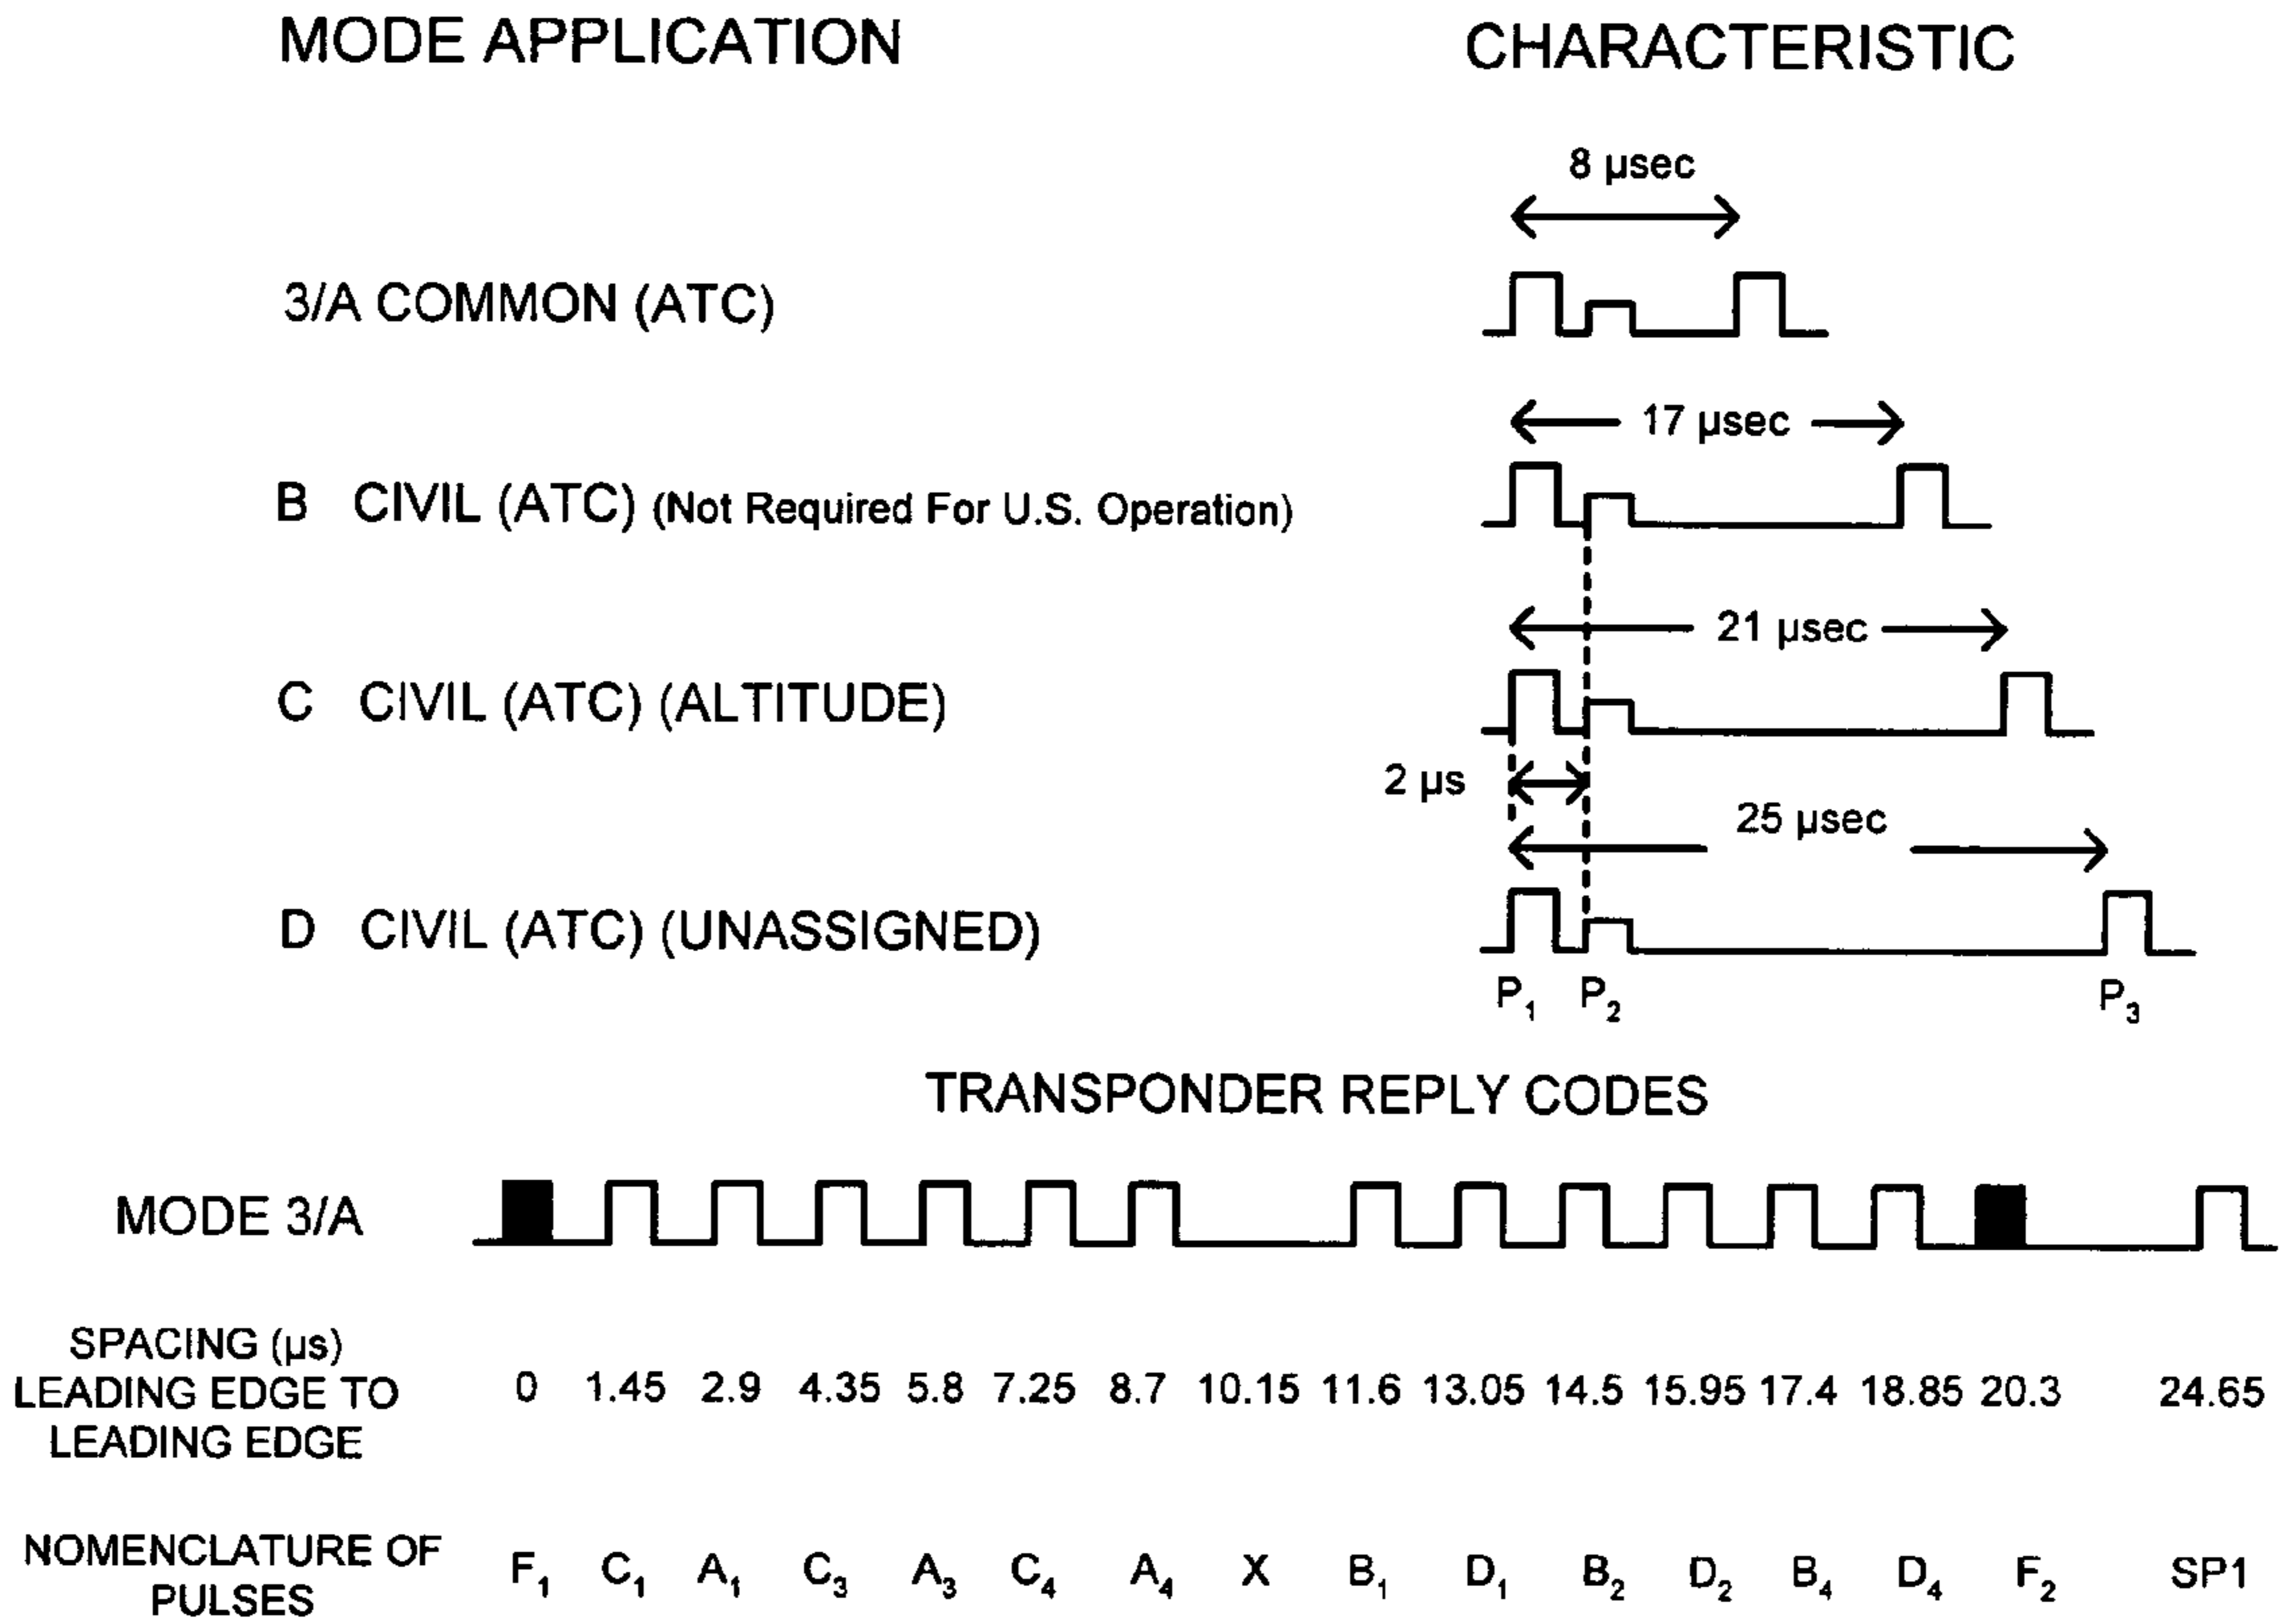 MODE APPLICATION CHARACTERISTIC
8 µsec
3/A COMMON (ATC)
17 µsec
B CIVIL (ATC) (Not Required For U.S. Operation)
21 µsec
C CIVIL (ATC) (ALTITUDE)
2 µs
25 µsec
D CIVIL (ATC) (UNASSIGNED)
P₁ P₂ P₃
TRANSPONDER REPLY CODES
MODE 3/A
SPACING (µs)
LEADING EDGE TO
LEADING EDGE
0 1.45 2.9 4.35 5.8 7.25 8.7 10.15 11.6 13.05 14.5 15.95 17.4 18.85 20.3 24.65
NOMENCLATURE OF
PULSES
F₁ C₁ A₁ C₃ A₃ C₄ A₄ X B₁ D₁ B₂ D₂ B₄ D₄ F₂ SP1